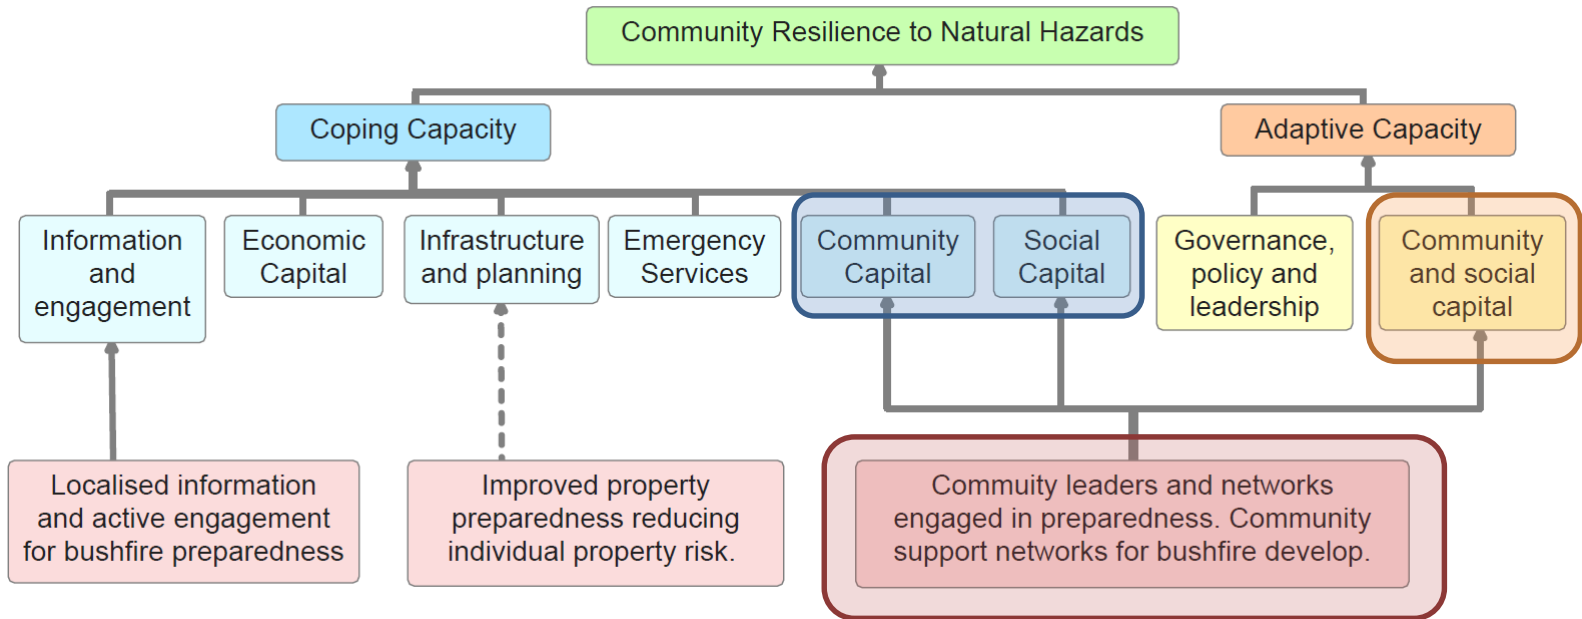 Community Resilience to Natural Hazards
Coping Capacity
Adaptive Capacity
Information
and
engagement
Economic
Capital
Infrastructure
and planning
Emergency
Services
Community
Capital
Social
Capital
Governance,
policy and
leadership
Community
and social
capital
Localised information
and active engagement
for bushfire preparedness
Improved property
preparedness reducing
individual property risk.
Commuity leaders and networks
engaged in preparedness. Community
support networks for bushfire develop.